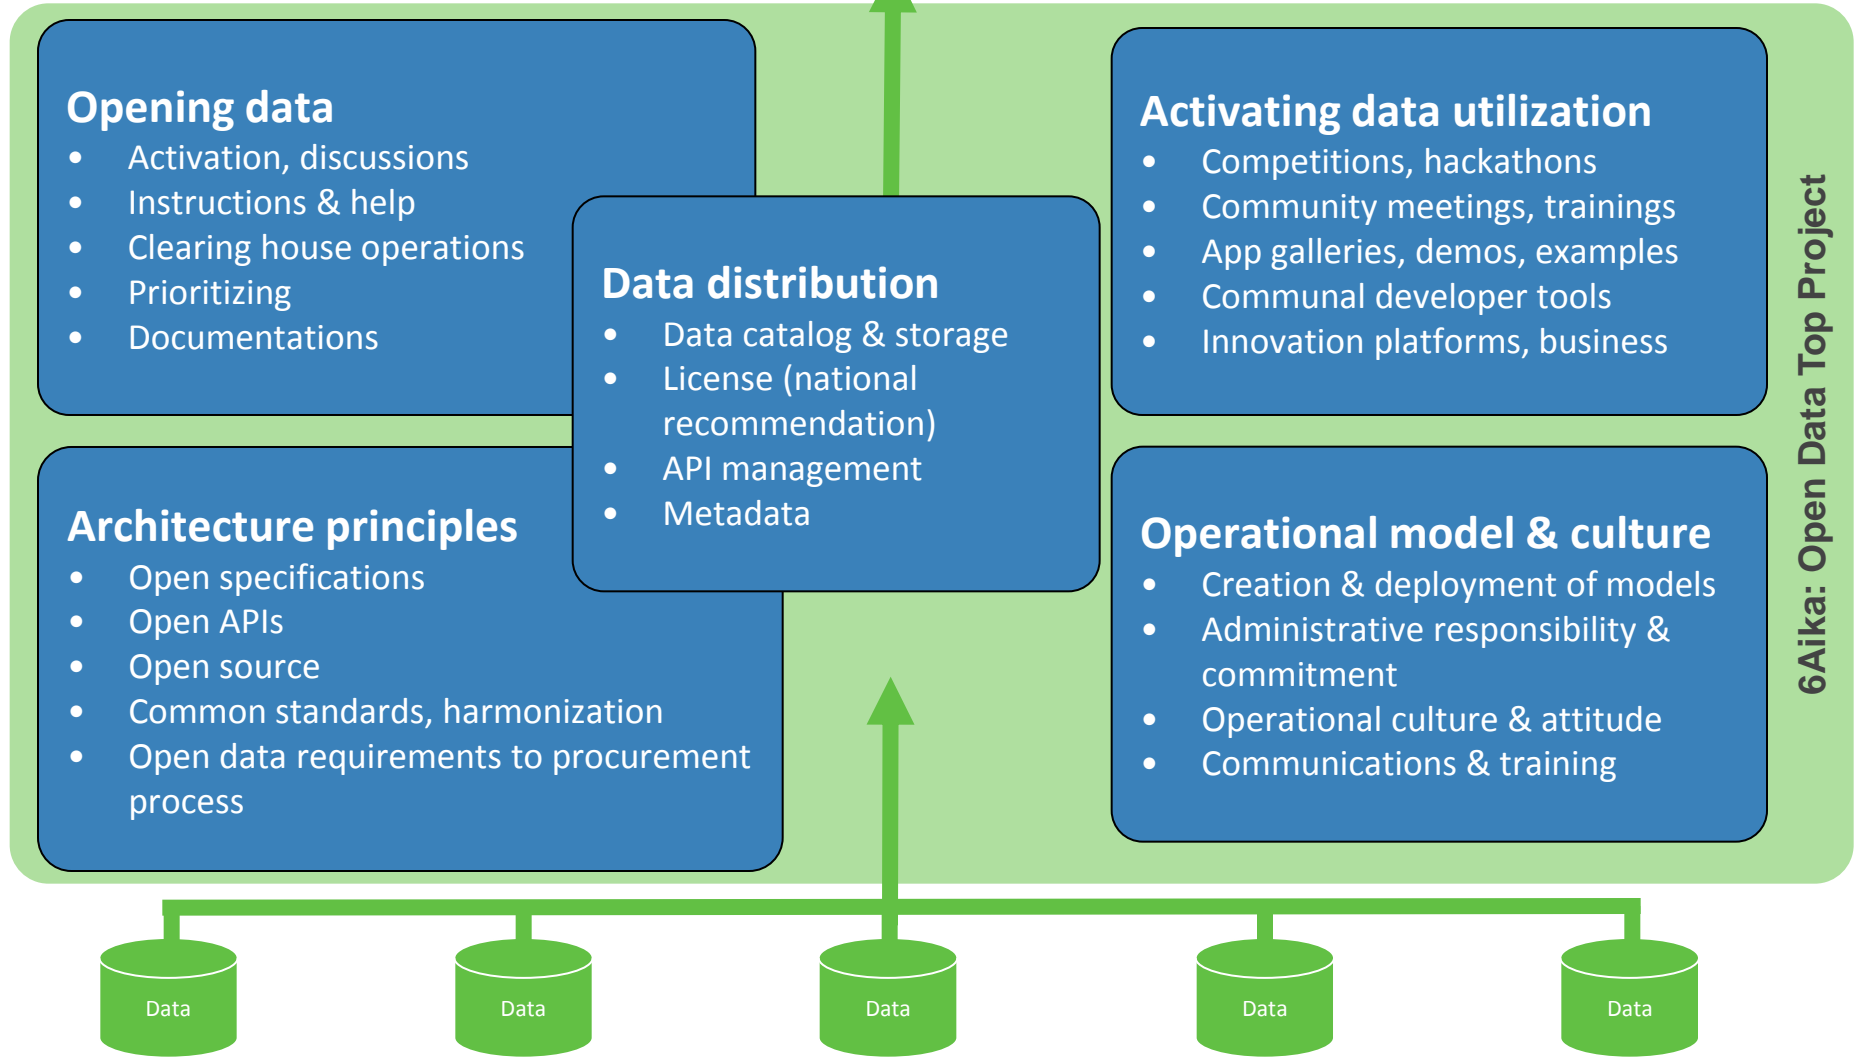 Opening data
• Activation, discussions
• Instructions & help
• Clearing house operations
• Prioritizing
• Documentations
Data distribution
• Data catalog & storage
• License (national
recommendation)
• API management
• Metadata
Activating data utilization
• Competitions, hackathons
• Community meetings, trainings
• App galleries, demos, examples
• Communal developer tools
• Innovation platforms, business
Architecture principles
• Open specifications
• Open APIs
• Open source
• Common standards, harmonization
• Open data requirements to procurement
process
Operational model & culture
• Creation & deployment of models
• Administrative responsibility &
commitment
• Operational culture & attitude
• Communications & training
6Aika: Open Data Top Project
Data
Data
Data
Data
Data